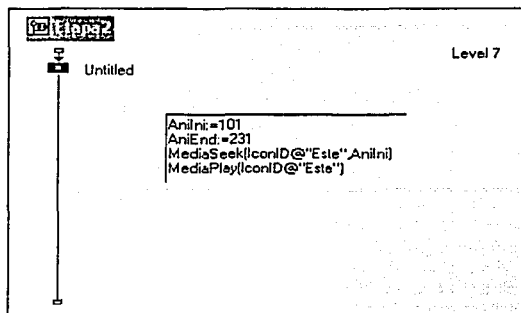 Etapa2
Level 7
Untitled
AniIni:=101
AniEnd:=231
MediaSeek(IconID@"Este",AniIni)
MediaPlay(IconID@"Este")